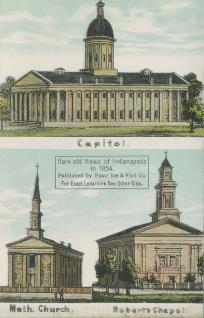 Capitol.
Rare old Views of Indianapolis
in 1854.
Published by Polar Ice & Fuel Co.
For Exact Locations See Other Side.
Meth. Church.
Robert's Chapel.